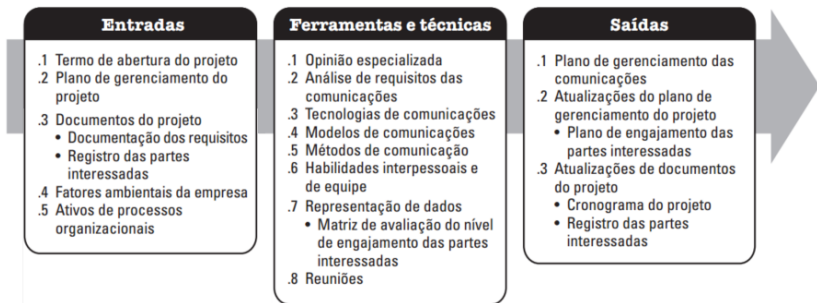 Entradas
.1 Termo de abertura do projeto
.2 Plano de gerenciamento do
projeto
.3 Documentos do projeto
• Documentação dos requisitos
• Registro das partes
interessadas
.4 Fatores ambientais da empresa
.5 Ativos de processos
organizacionais
Ferramentas e técnicas
.1 Opinião especializada
.2 Análise de requisitos das
comunicações
.3 Tecnologias de comunicações
.4 Modelos de comunicações
.5 Métodos de comunicação
.6 Habilidades interpessoais e
de equipe
.7 Representação de dados
• Matriz de avaliação do nível
de engajamento das partes
interessadas
.8 Reuniões
Saídas
.1 Plano de gerenciamento das
comunicações
.2 Atualizações do plano de
gerenciamento do projeto
• Plano de engajamento das
partes interessadas
.3 Atualizações de documentos
do projeto
• Cronograma do projeto
• Registro das partes
interessadas